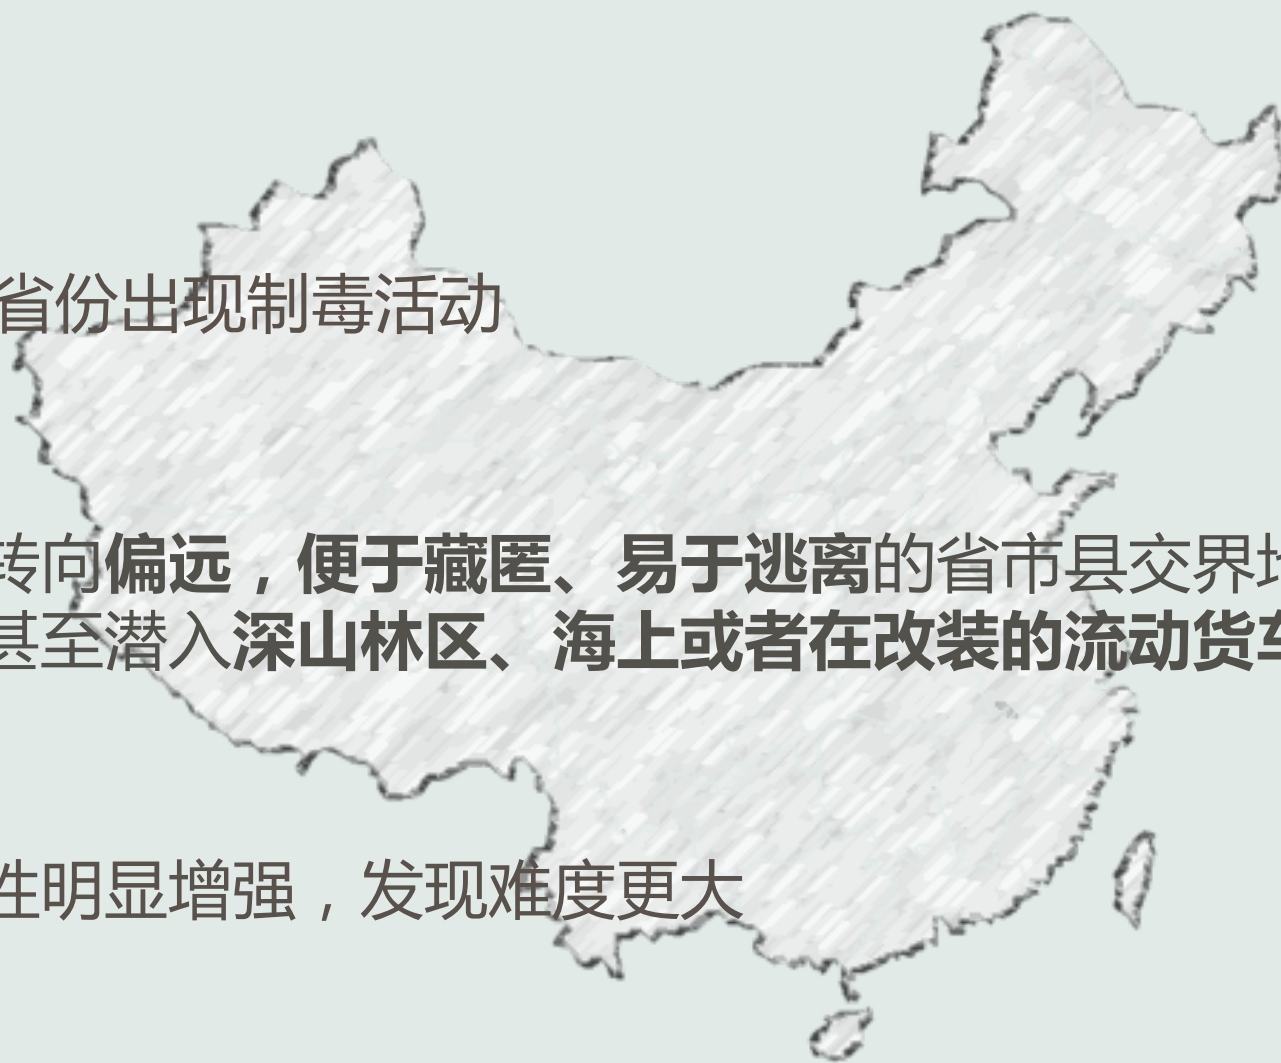 省份出现制毒活动
转向偏远，便于藏匿、易于逃离的省市县交界地
甚至潜入深山林区、海上或者在改装的流动货车
性明显增强，发现难度更大